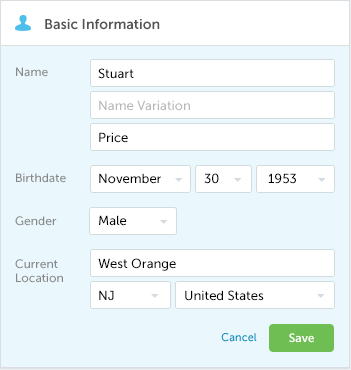 Basic Information
Name
Stuart
Name Variation
Price
Birthdate
November 30 1953
Gender
Male
Current
Location
West Orange
NJ United States
Cancel Save